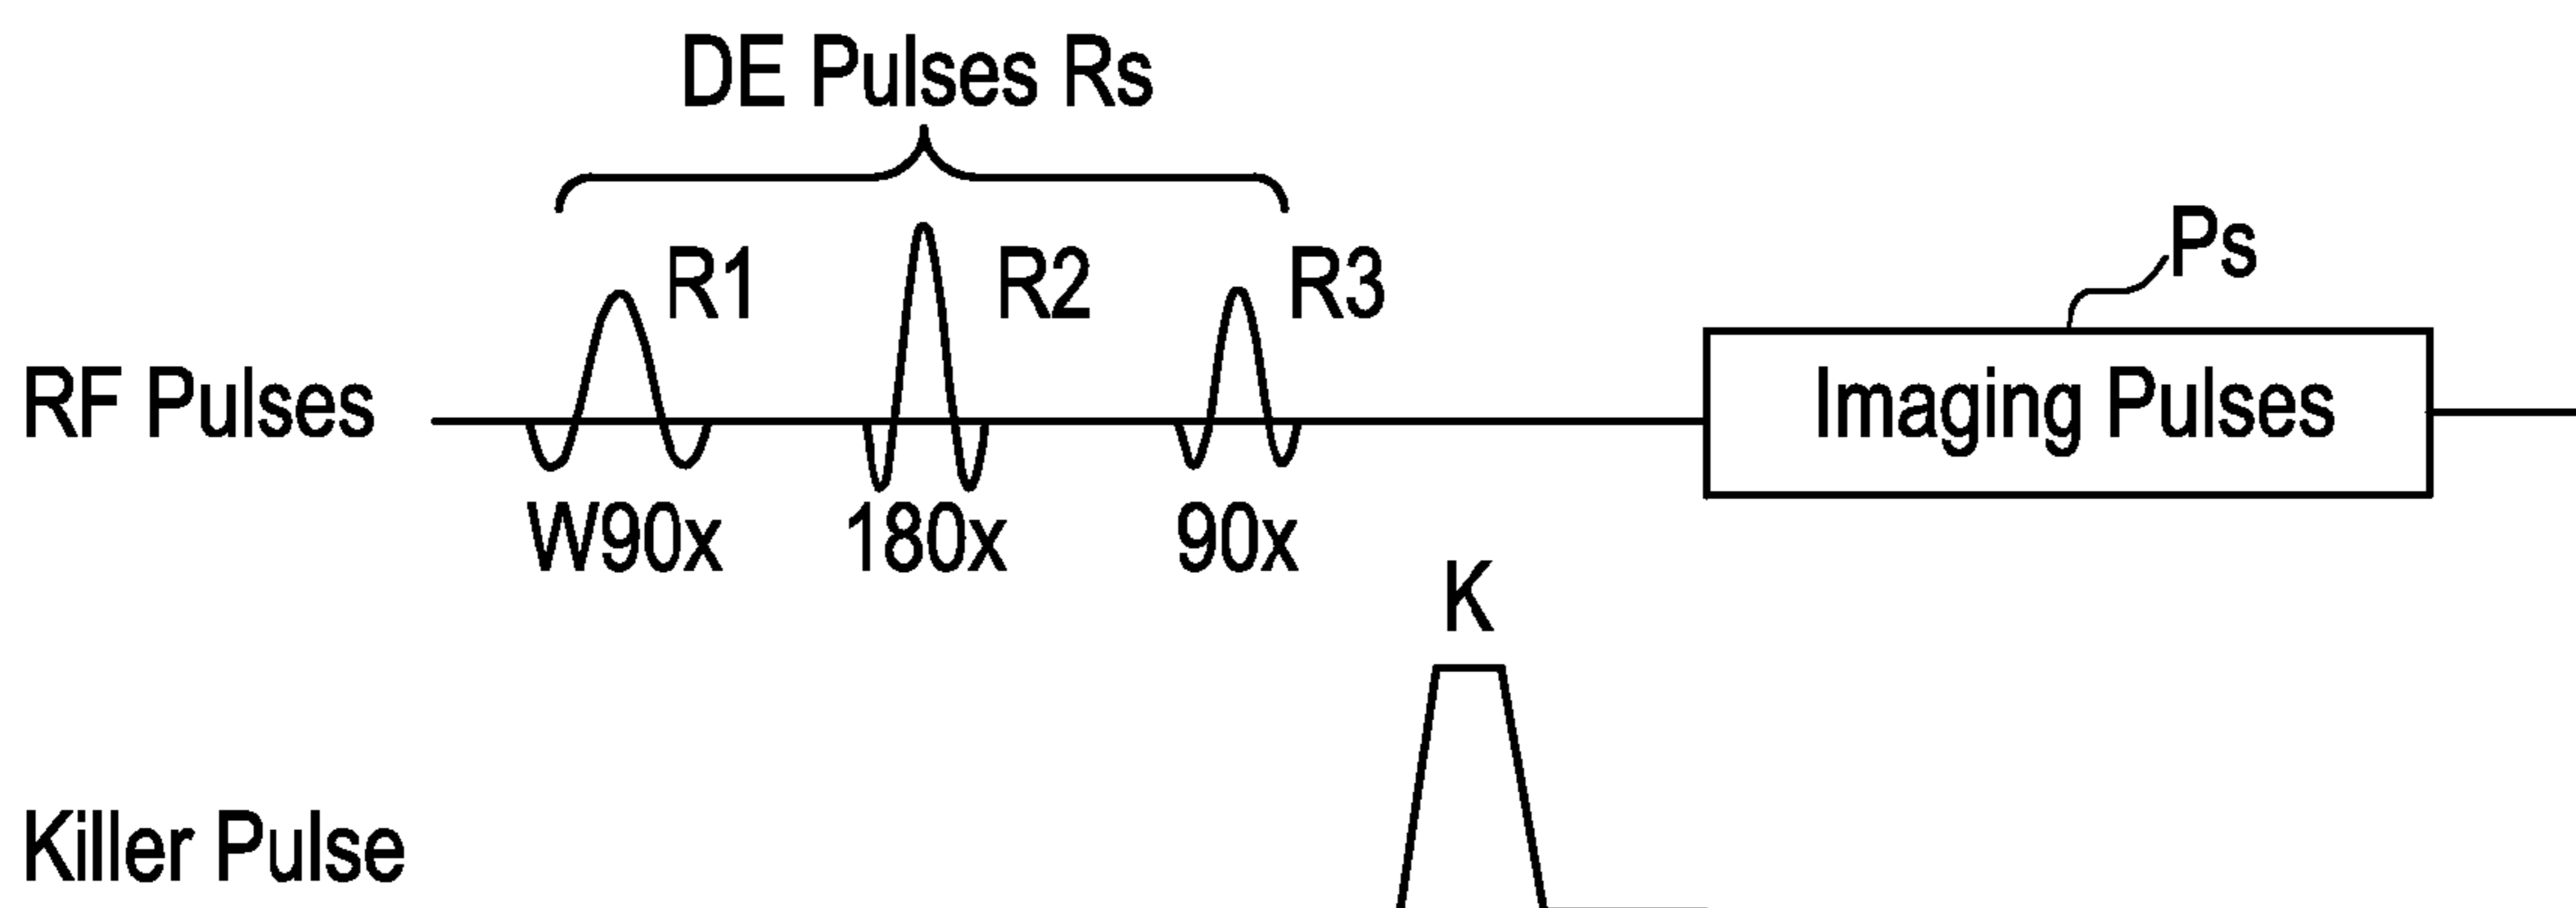 DE Pulses Rs
R1 R2 R3
Ps
RF Pulses
Imaging Pulses
W90x 180x 90x
K
Killer Pulse